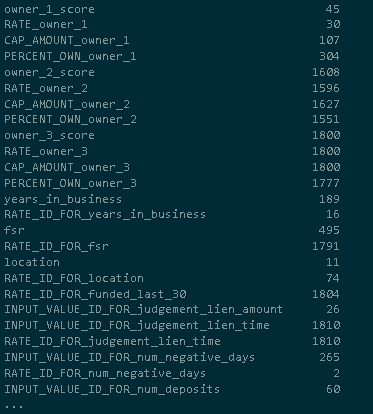 owner_1_score 45
RATE_owner_1 30
CAP_AMOUNT_owner_1 107
PERCENT_OWN_owner_1 304
owner_2_score 1608
RATE_owner_2 1596
CAP_AMOUNT_owner_2 1627
PERCENT_OWN_owner_2 1551
owner_3_score 1800
RATE_owner_3 1800
CAP_AMOUNT_owner_3 1800
PERCENT_OWN_owner_3 1777
years_in_business 189
RATE_ID_FOR_years_in_business 16
fsr 495
RATE_ID_FOR_fsr 1791
location 11
RATE_ID_FOR_location 74
RATE_ID_FOR_funded_last_30 1804
INPUT_VALUE_ID_FOR_judgement_lien_amount 26
INPUT_VALUE_ID_FOR_judgement_lien_time 1810
RATE_ID_FOR_judgement_lien_time 1810
INPUT_VALUE_ID_FOR_num_negative_days 265
RATE_ID_FOR_num_negative_days 2
INPUT_VALUE_ID_FOR_num_deposits 60
...